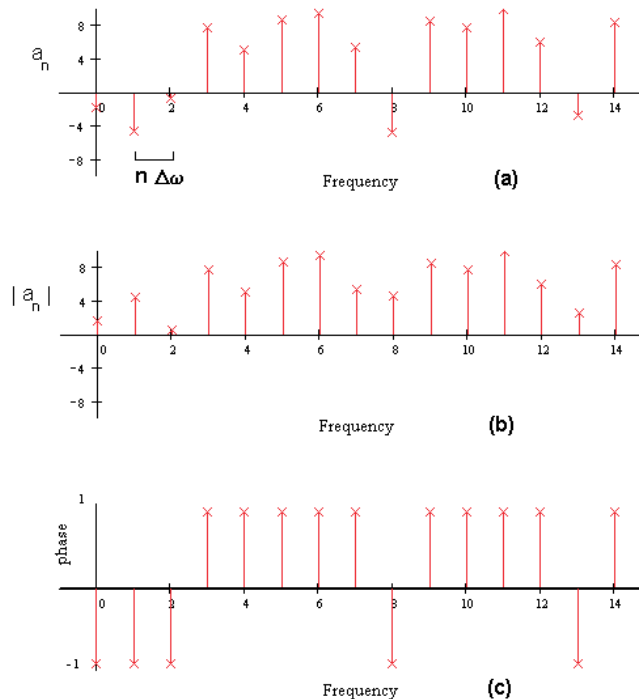 8
a_n
4
0 2 4 6 8 10 12 14
-4
-8
n Δω
Frequency (a)
8
| a_n |
4
0 2 4 6 8 10 12 14
-4
-8
Frequency (b)
1
phase
0 2 4 6 8 10 12 14
-1
Frequency (c)